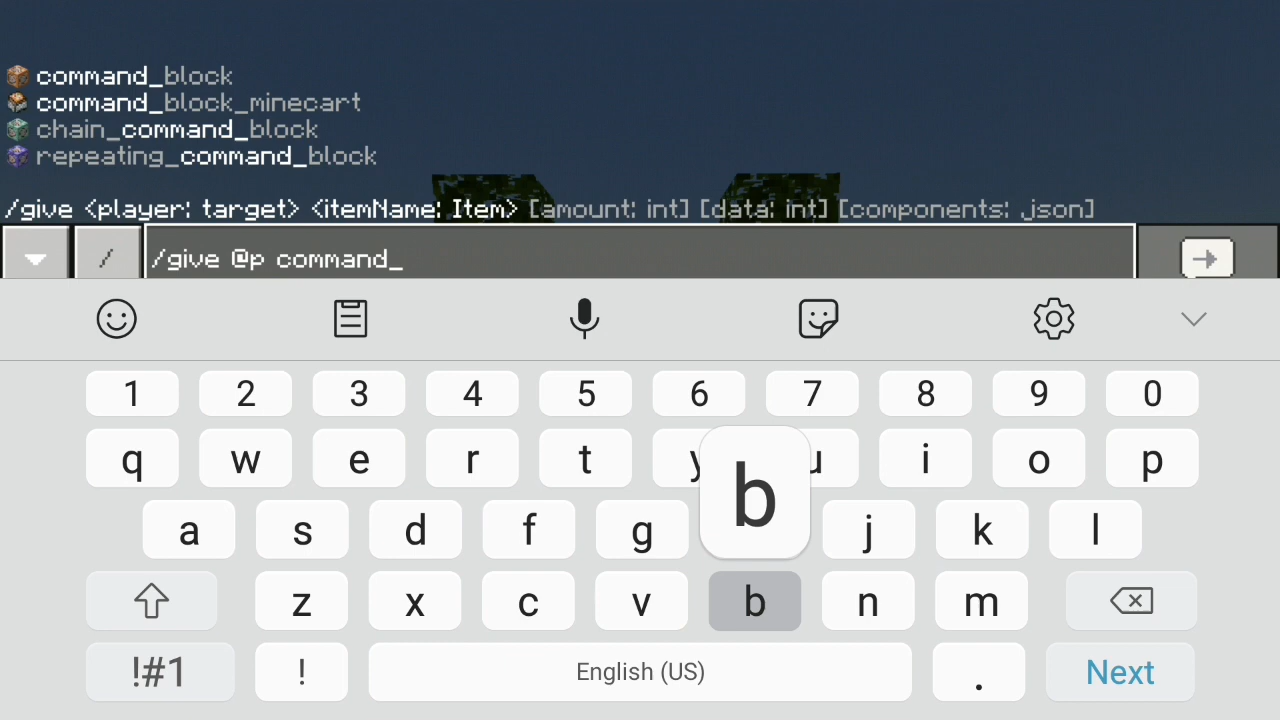 command_block
command_block_minecart
chain_command_block
repeating_command_block
/give <player: target> <itemName: Item> [amount: int] [data: int] [components: json]
/ /give @p command_
1 2 3 4 5 6 7 8 9 0
q w e r t y u i o p
b
a s d f g j k l
z x c v b n m
!#1 ! English (US) . Next